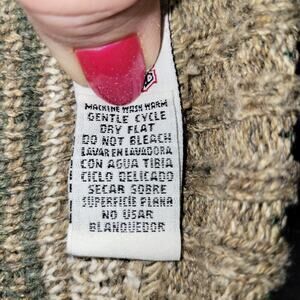 MACHINE WASH WARM
GENTLE CYCLE
DRY FLAT
DO NOT BLEACH
LAVAR EN LAVADORA
CON AGUA TIBIA
CICLO DELICADO
SECAR SOBRE
SUPERFICIE PLANA
NO USAR
BLANQUEDOR